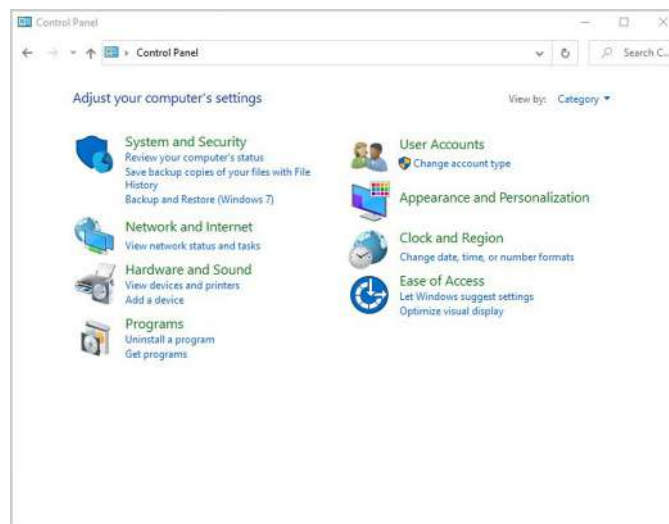 Control Panel
Control Panel
Search C...
Adjust your computer's settings
View by: Category
System and Security
Review your computer's status
Save backup copies of your files with File
History
Backup and Restore (Windows 7)
Network and Internet
View network status and tasks
Hardware and Sound
View devices and printers
Add a device
Programs
Uninstall a program
Get programs
User Accounts
Change account type
Appearance and Personalization
Clock and Region
Change date, time, or number formats
Ease of Access
Let Windows suggest settings
Optimize visual display